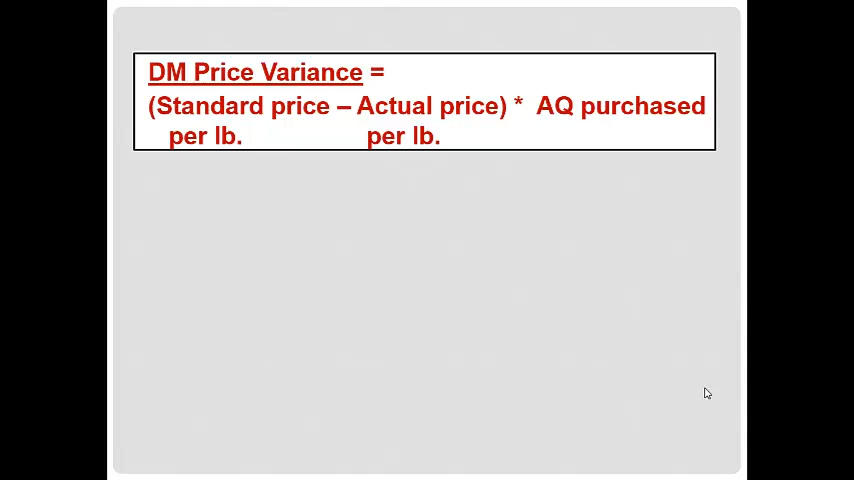 DM Price Variance =
(Standard price – Actual price) * AQ purchased
per lb. per lb.